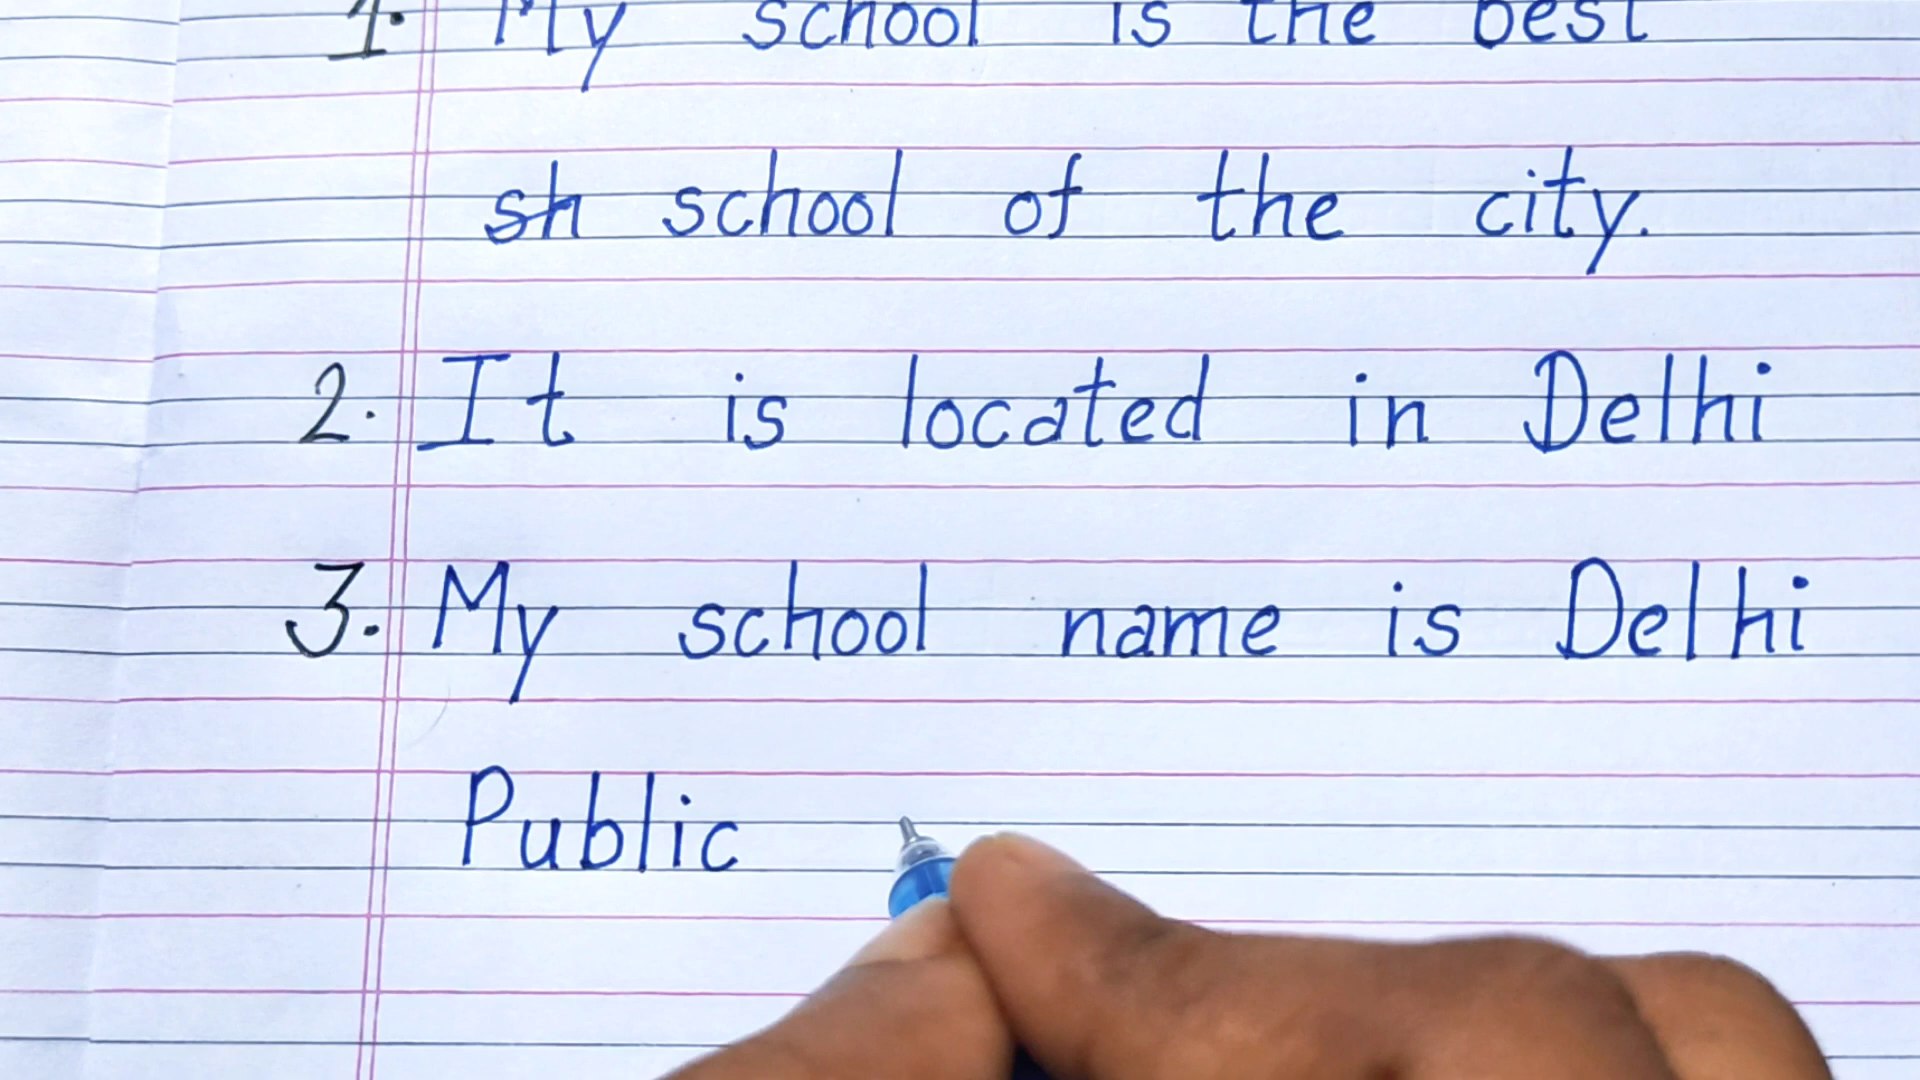 1. My school is the best
sh school of the city.
2. It is located in Delhi
3. My school name is Delhi
Public